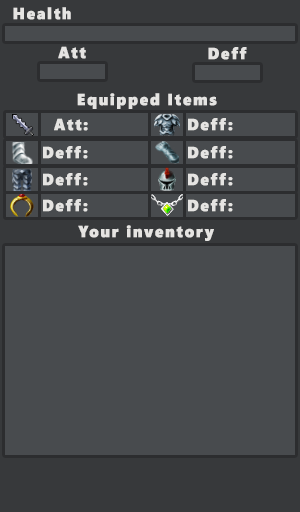 Health
Att Deff
Equipped Items
Att: Deff:
Deff: Deff:
Deff: Deff:
Deff: Deff:
Your inventory